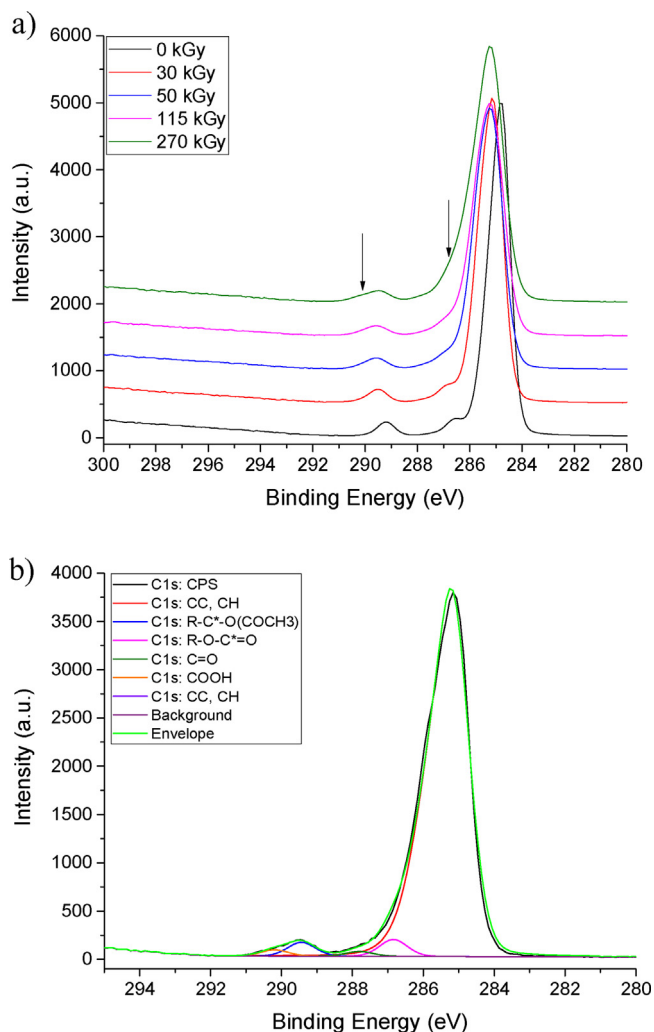 a)
6000
5000
4000
3000
2000
1000
0
0 kGy
30 kGy
50 kGy
115 kGy
270 kGy
Intensity (a.u.)
300 298 296 294 292 290 288 286 284 282 280
Binding Energy (eV)
b)
4000
3500
3000
2500
2000
1500
1000
500
0
C1s: CPS
C1s: CC, CH
C1s: R-C*-O(COCH3)
C1s: R-O-C*=O
C1s: C=O
C1s: COOH
C1s: CC, CH
Background
Envelope
Intensity (a.u.)
294 292 290 288 286 284 282 280
Binding Energy (eV)